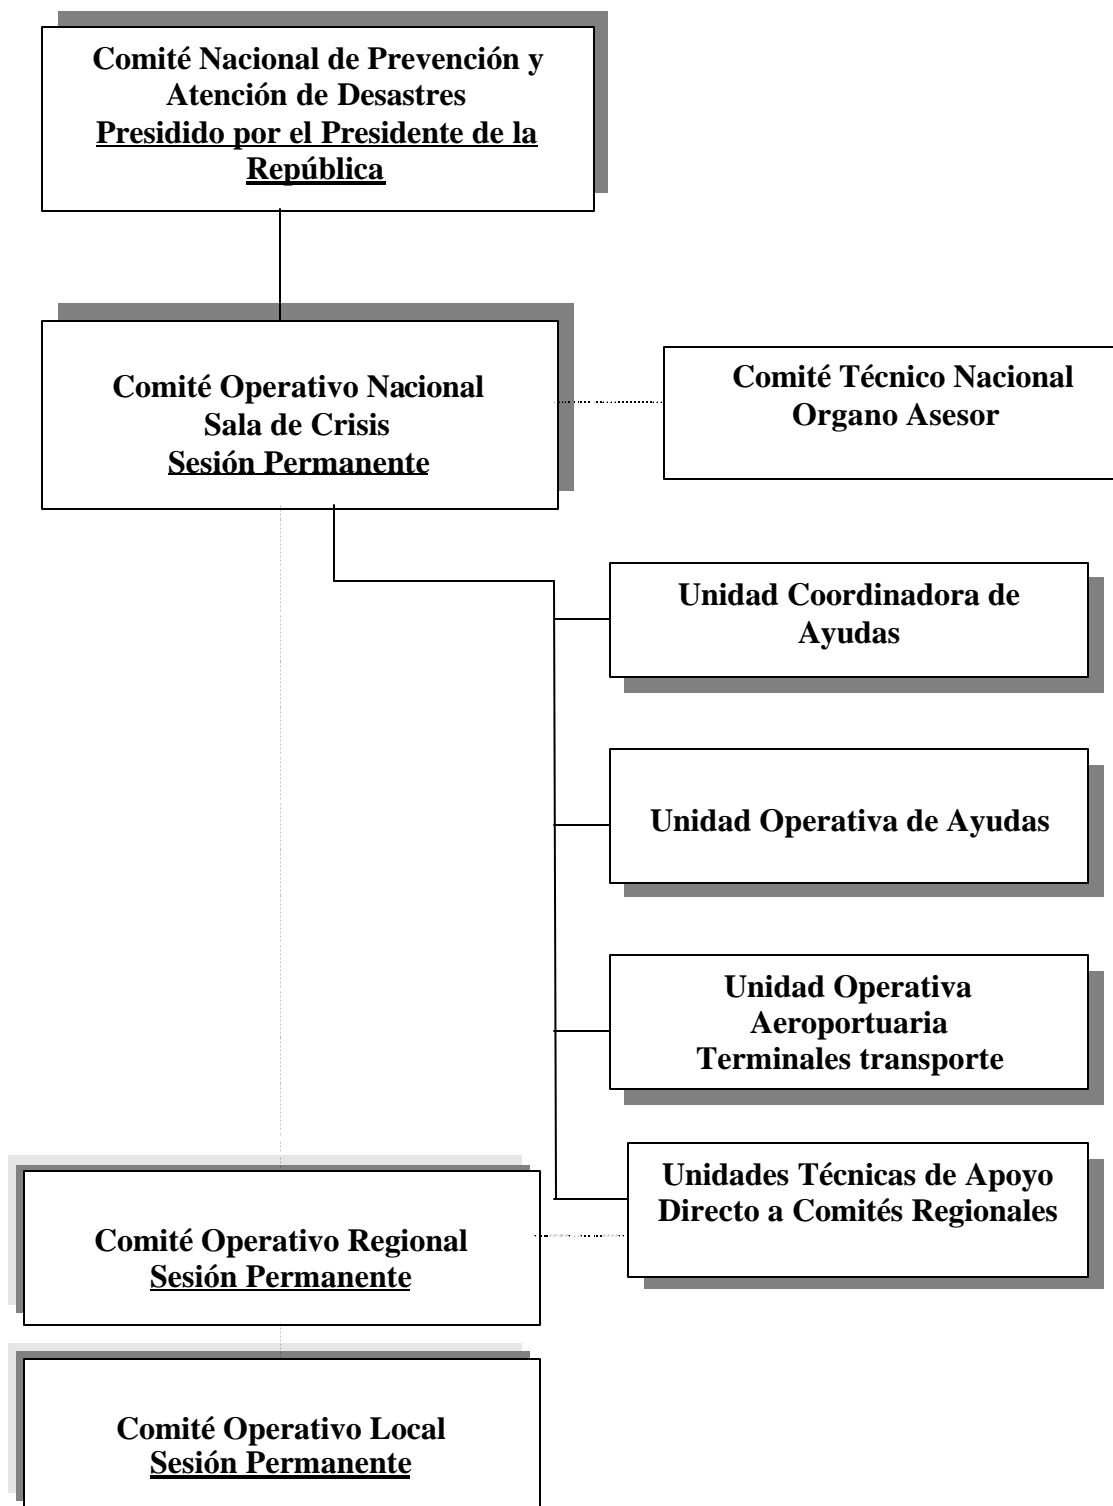 Comité Nacional de Prevención y
Atención de Desastres
Presidido por el Presidente de la
República
Comité Operativo Nacional
Sala de Crisis
Sesión Permanente
Comité Técnico Nacional
Organo Asesor
Unidad Coordinadora de
Ayudas
Unidad Operativa de Ayudas
Unidad Operativa
Aeroportuaria
Terminales transporte
Unidades Técnicas de Apoyo
Directo a Comités Regionales
Comité Operativo Regional
Sesión Permanente
Comité Operativo Local
Sesión Permanente